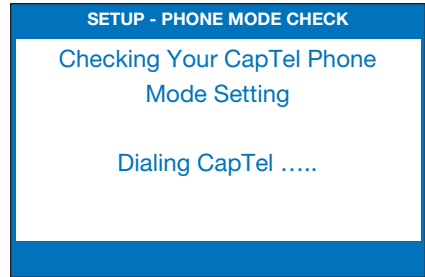 SETUP - PHONE MODE CHECK
Checking Your CapTel Phone
Mode Setting
Dialing CapTel …..